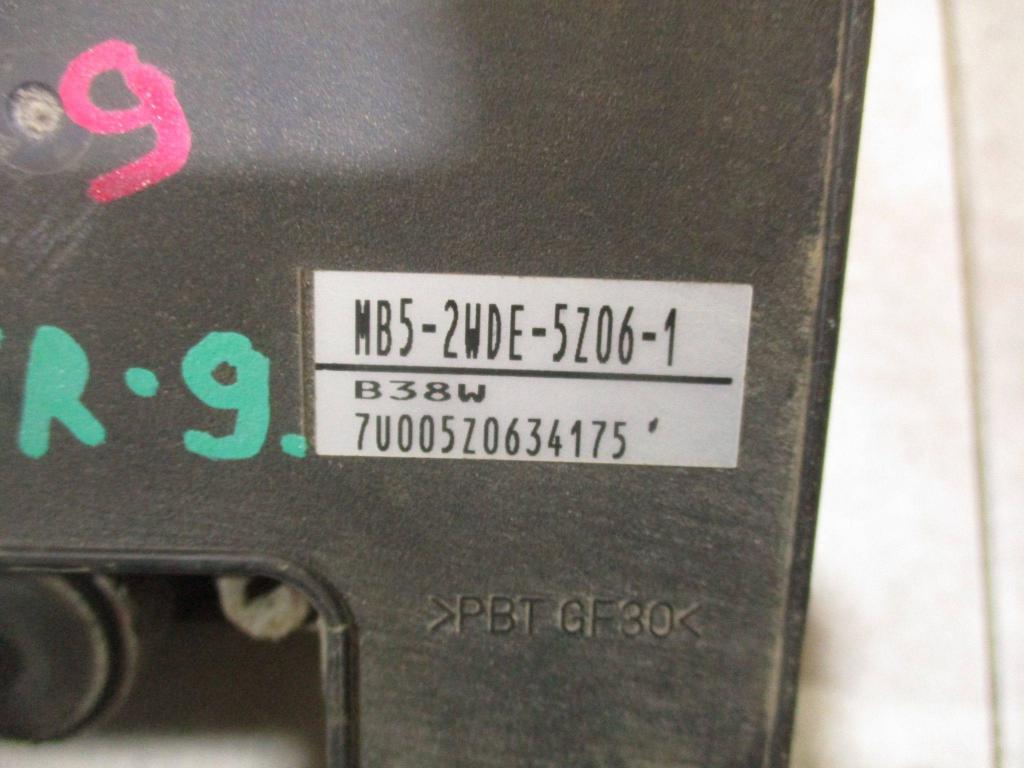 9
R·9.
MB5-2WDE-5Z06-1
B38W
7U005Z0634175
>PBT GF30<